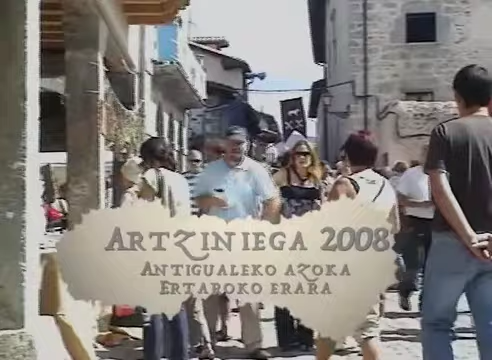 ARTZINIEGA 2008
ANTIGUALEKO AZOKA
ERTAROKO ERARA